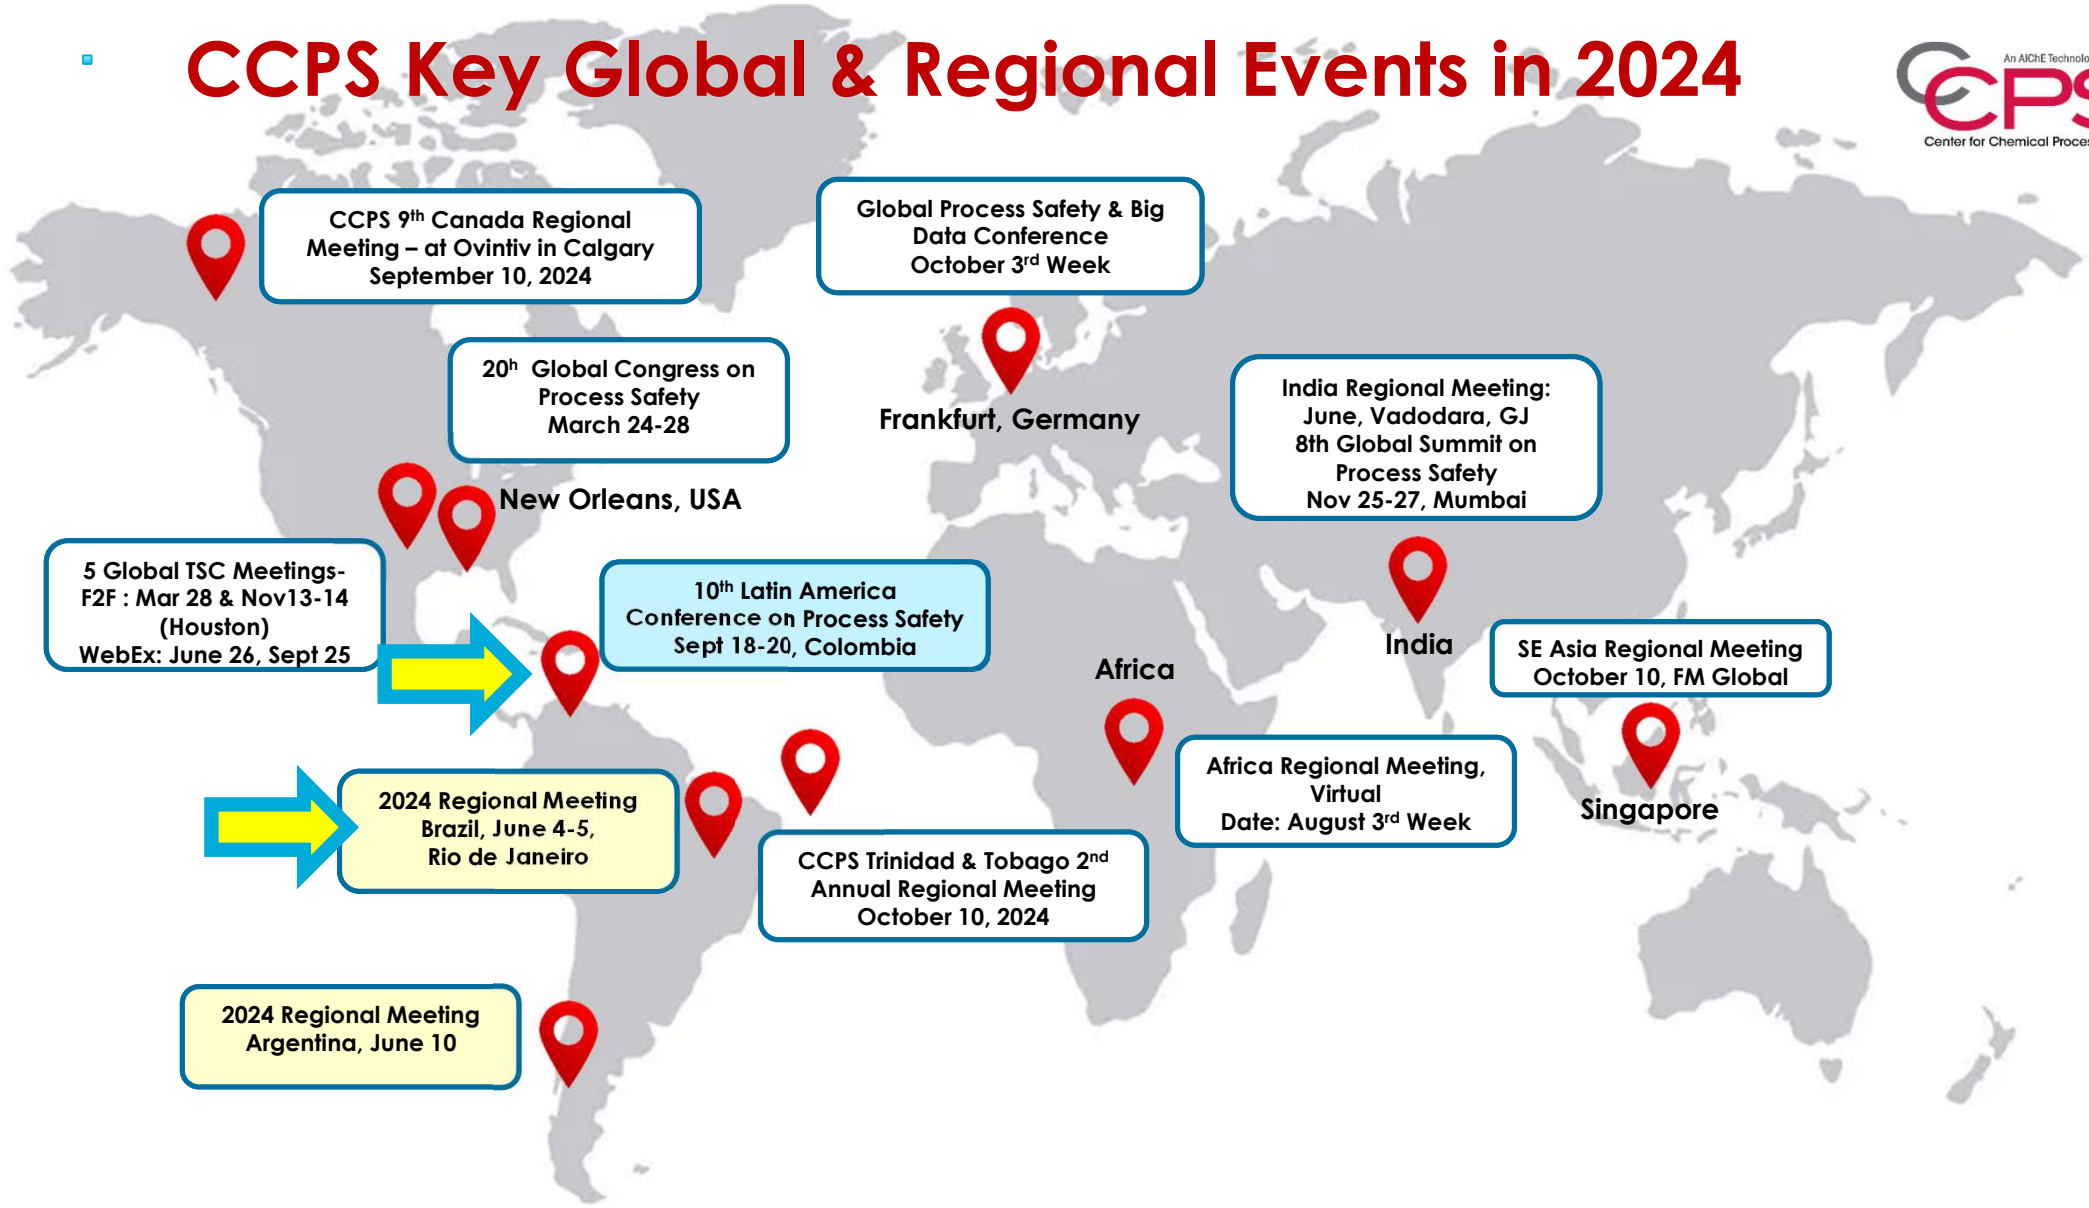 CCPS Key Global & Regional Events in 2024
An AIChE Technolo
CCPS
Center for Chemical Proces
CCPS 9th Canada Regional
Meeting – at Ovintiv in Calgary
September 10, 2024
Global Process Safety & Big
Data Conference
October 3rd Week
Frankfurt, Germany
20h Global Congress on
Process Safety
March 24-28
New Orleans, USA
India Regional Meeting:
June, Vadodara, GJ
8th Global Summit on
Process Safety
Nov 25-27, Mumbai
India
5 Global TSC Meetings-
F2F : Mar 28 & Nov13-14
(Houston)
WebEx: June 26, Sept 25
10th Latin America
Conference on Process Safety
Sept 18-20, Colombia
SE Asia Regional Meeting
October 10, FM Global
Singapore
Africa
Africa Regional Meeting,
Virtual
Date: August 3rd Week
2024 Regional Meeting
Brazil, June 4-5,
Rio de Janeiro
CCPS Trinidad & Tobago 2nd
Annual Regional Meeting
October 10, 2024
2024 Regional Meeting
Argentina, June 10